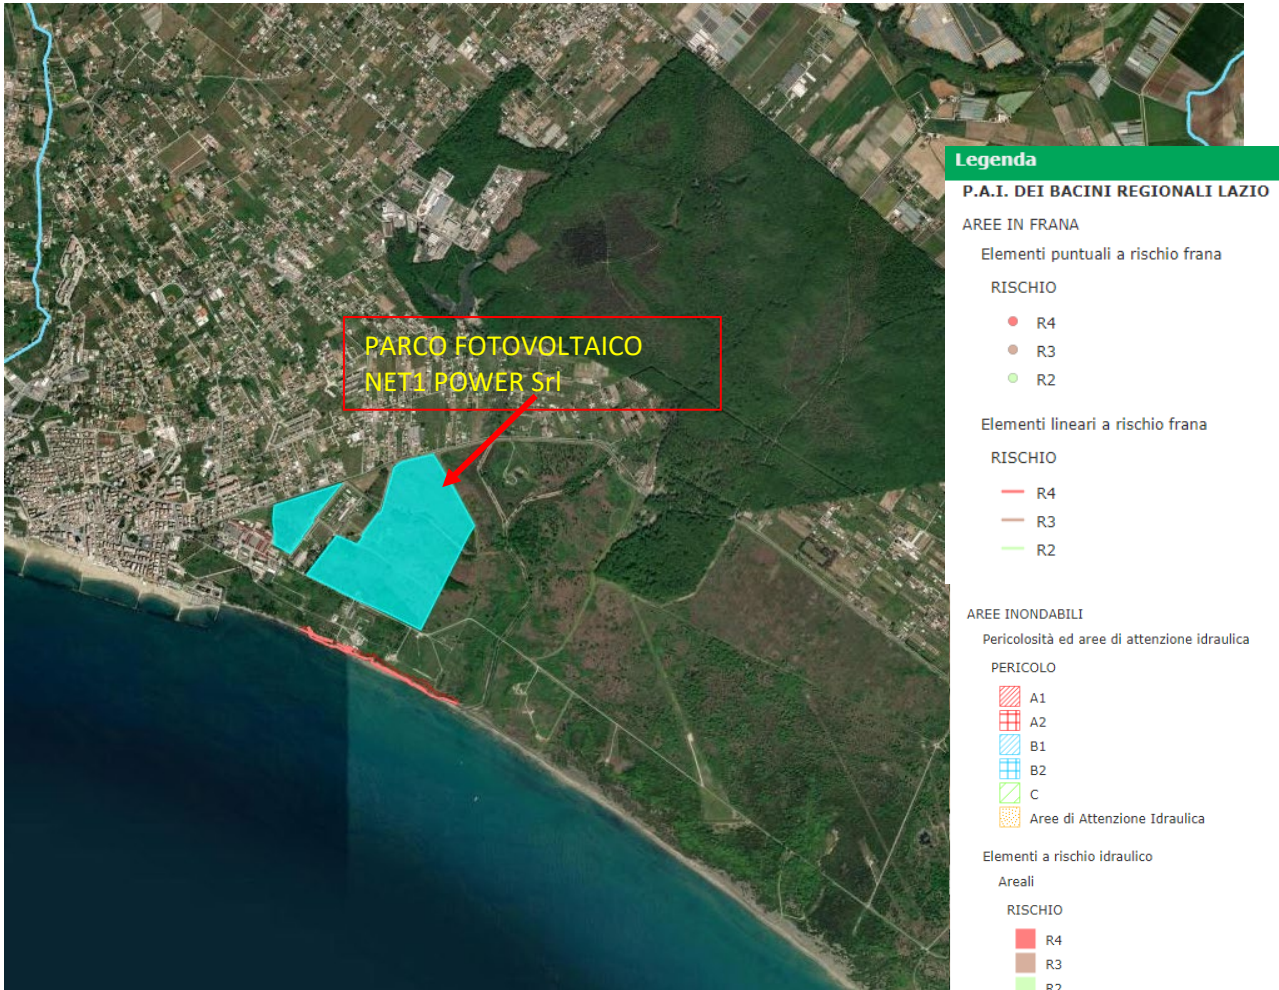 PARCO FOTOVOLTAICO
NET1 POWER Srl
Legenda
P.A.I. DEI BACINI REGIONALI LAZIO
AREE IN FRANA
Elementi puntuali a rischio frana
RISCHIO
R4
R3
R2
Elementi lineari a rischio frana
RISCHIO
R4
R3
R2
AREE INONDABILI
Pericolosità ed aree di attenzione idraulica
PERICOLO
A1
A2
B1
B2
C
Aree di Attenzione Idraulica
Elementi a rischio idraulico
Areali
RISCHIO
R4
R3
R2